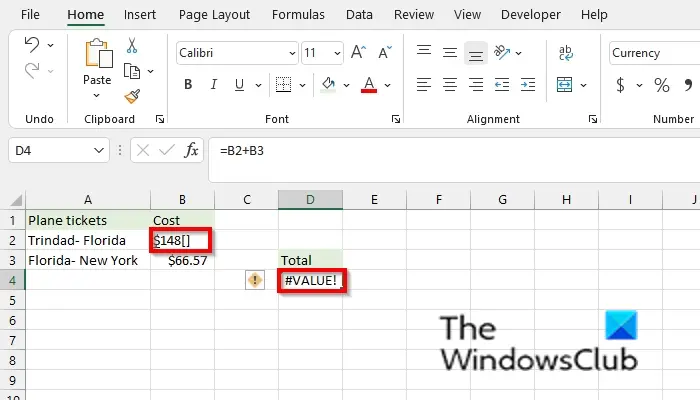 File Home Insert Page Layout Formulas Data Review View Developer Help
Calibri 11 A^ Aˇ ab Currency
Paste B I U A $ % 9
Undo Clipboard Font Alignment Number
D4 fx =B2+B3
A B C D E F G H I J
1 Plane tickets Cost
2 Trindad- Florida $148[]
3 Florida- New York $66.57 Total
4 #VALUE!
5
6
7
8
9
10
The
WindowsClub